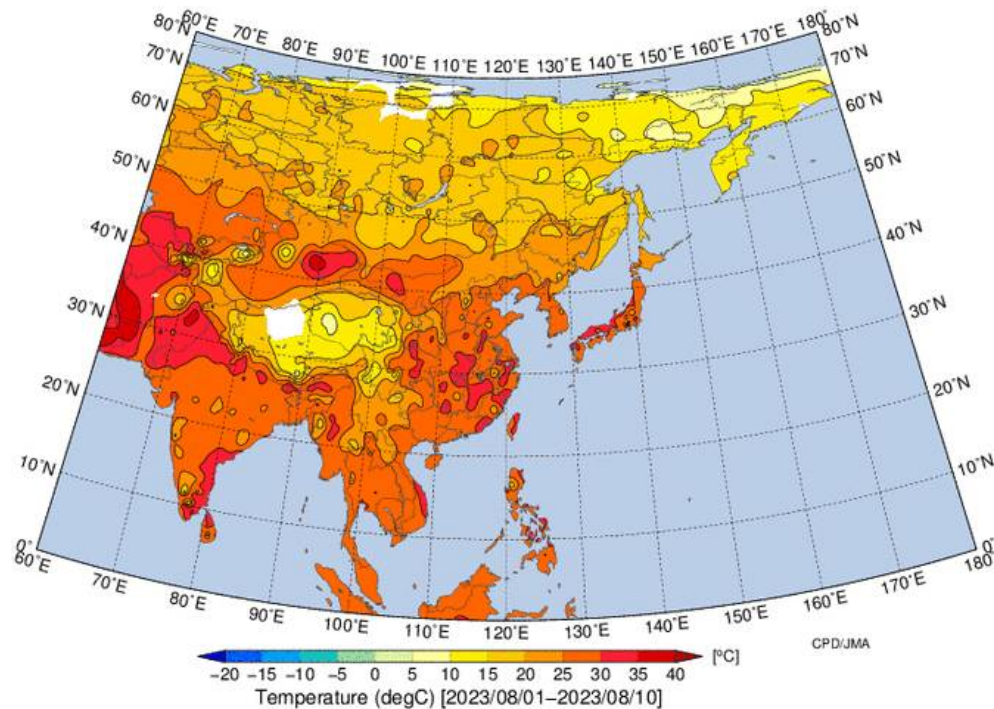 60°E 70°E 80°E 90°E 100°E 110°E 120°E 130°E 140°E 150°E 160°E 170°E 180°
80°N 80°N
70°N 70°N
60°N 60°N
50°N 50°N
40°N 40°N
30°N 30°N
20°N 20°N
10°N 10°N
0° 0°
60°E 70°E 80°E 90°E 100°E 110°E 120°E 130°E 140°E 150°E 160°E 170°E 180°
CPD/JMA
[°C]
−20 −15 −10 −5 0 5 10 15 20 25 30 35 40
Temperature (degC) [2023/08/01−2023/08/10]